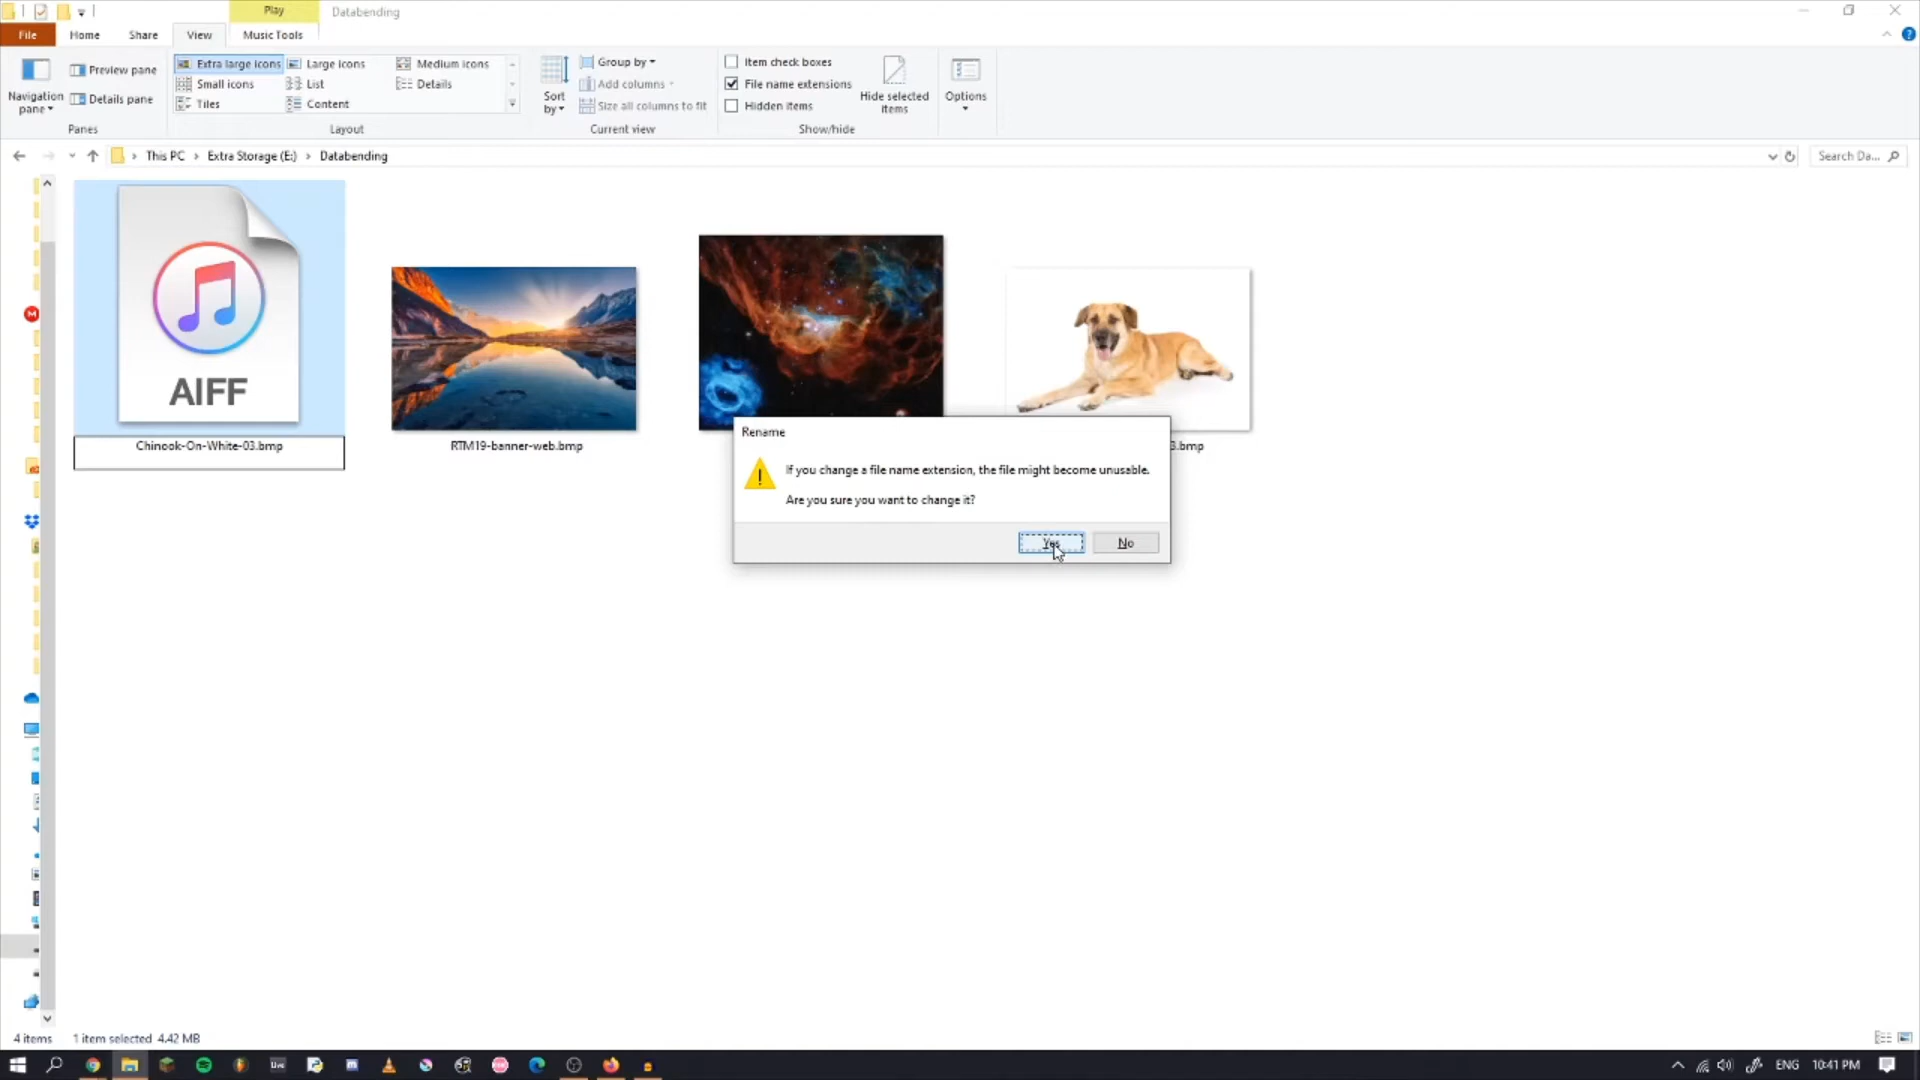 Play Databending
File Home Share View Music Tools
Extra large icons Large icons Medium icons
Preview pane
Small icons List Details
Details pane
Tiles Content
Navigation pane
Panes
Layout
Sort by
Group by
Add columns
Size all columns to fit
Current view
Item check boxes
File name extensions
Hidden items
Hide selected items
Show/hide
Options
This PC › Extra Storage (E:) › Databending
Search Da...
AIFF
Chinook-On-White-03.bmp
RTM19-banner-web.bmp
3.bmp
Rename
If you change a file name extension, the file might become unusable.
Are you sure you want to change it?
Yes No
4 items 1 item selected 4.42 MB
Live
ENG 10:41 PM